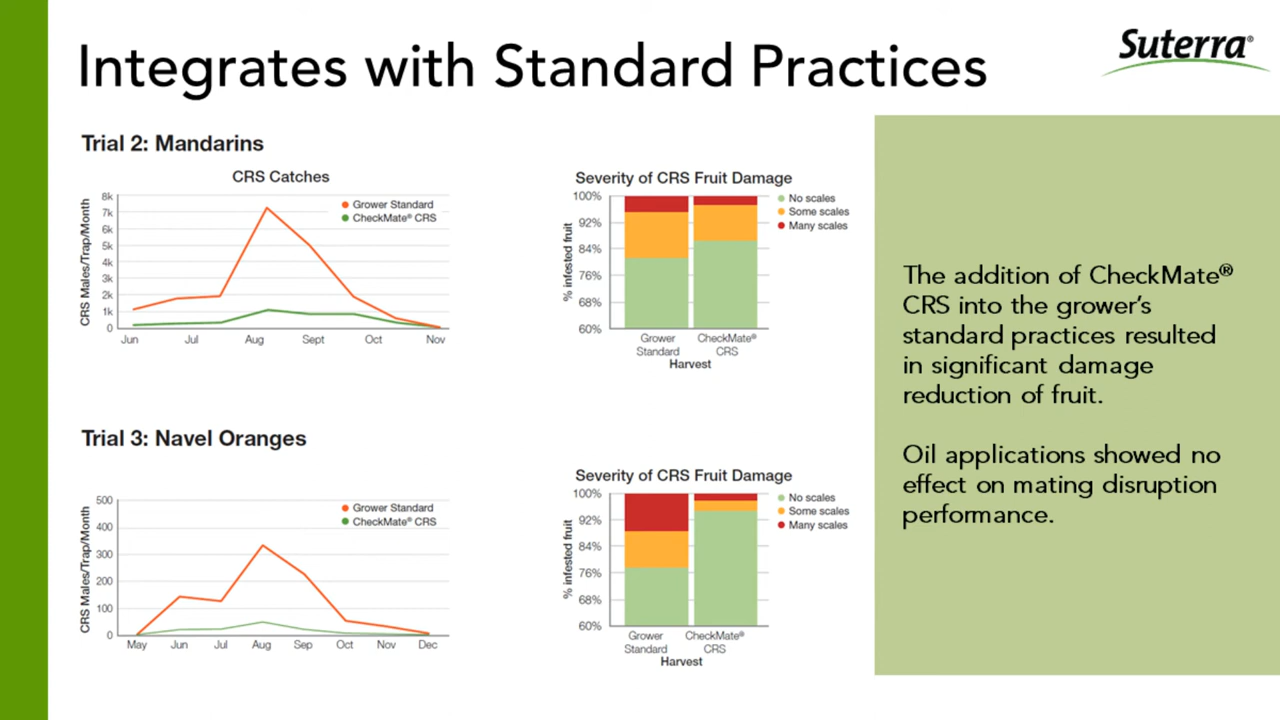 Integrates with Standard Practices
Suterra®
Trial 2: Mandarins
CRS Catches
CRS Males/Trap/Month
8k
7k
6k
5k
4k
3k
2k
1k
0
Grower Standard
CheckMate® CRS
Jun Jul Aug Sept Oct Nov
Severity of CRS Fruit Damage
% infested fruit
100%
92%
84%
76%
68%
60%
No scales
Some scales
Many scales
Grower CheckMate®
Standard CRS
Harvest
Trial 3: Navel Oranges
CRS Males/Trap/Month
500
400
300
200
100
0
Grower Standard
CheckMate® CRS
May Jun Jul Aug Sep Oct Nov Dec
Severity of CRS Fruit Damage
% infested fruit
100%
92%
84%
76%
68%
60%
No scales
Some scales
Many scales
Grower CheckMate®
Standard CRS
Harvest
The addition of CheckMate®
CRS into the grower's
standard practices resulted
in significant damage
reduction of fruit.
Oil applications showed no
effect on mating disruption
performance.